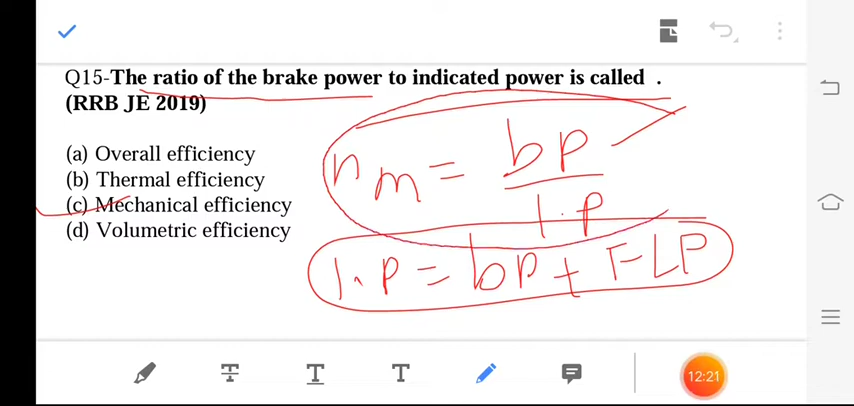 Q15-The ratio of the brake power to indicated power is called .
(RRB JE 2019)
(a) Overall efficiency
(b) Thermal efficiency
(c) Mechanical efficiency
(d) Volumetric efficiency
n m = bp / I.P
I.P = bp + FLP
T T T
12:21